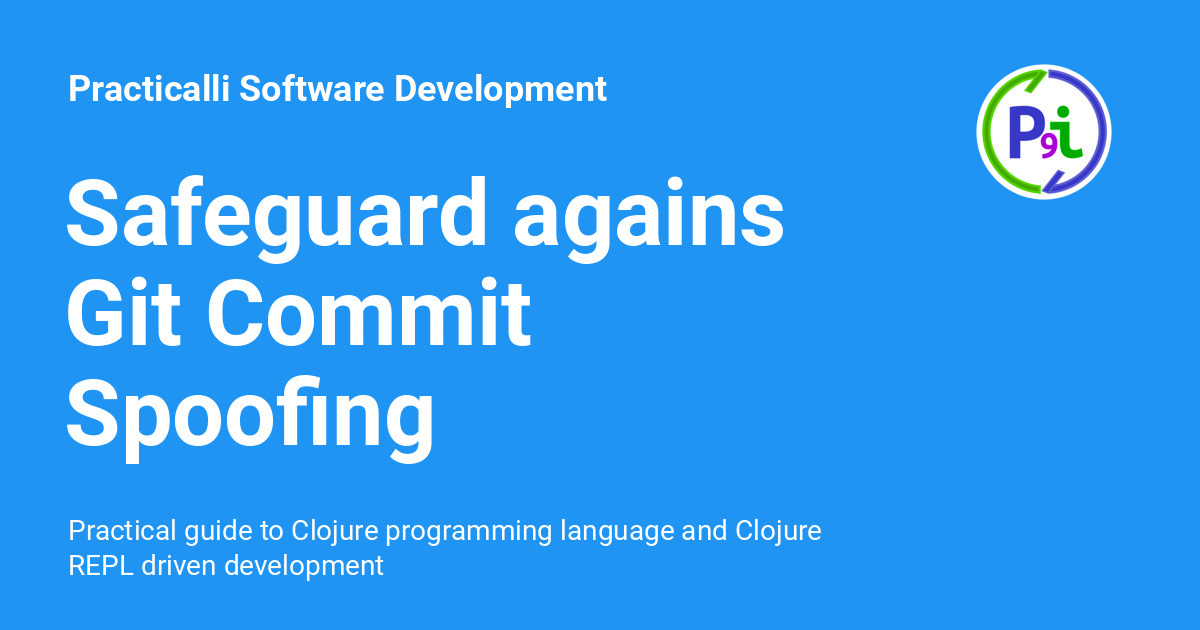 Practicalli Software Development
P9i
Safeguard agains
Git Commit
Spoofing
Practical guide to Clojure programming language and Clojure
REPL driven development